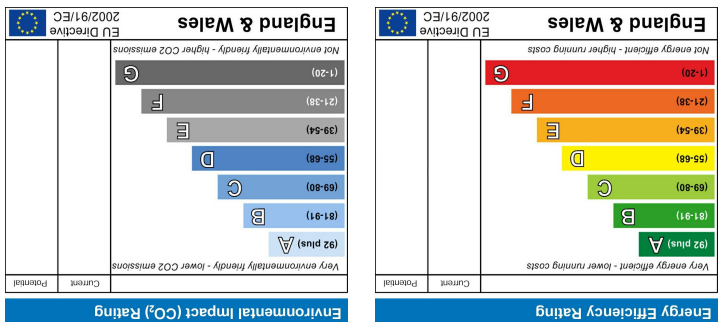 Energy Efficiency Rating
Current Potential
Very energy efficient - lower running costs
(92 plus) A
(81-91) B
(69-80) C
(55-68) D
(39-54) E
(21-38) F
(1-20) G
Not energy efficient - higher running costs
England & Wales
EU Directive
2002/91/EC
Environmental Impact (CO₂) Rating
Current Potential
Very environmentally friendly - lower CO2 emissions
(92 plus) A
(81-91) B
(69-80) C
(55-68) D
(39-54) E
(21-38) F
(1-20) G
Not environmentally friendly - higher CO2 emissions
England & Wales
EU Directive
2002/91/EC